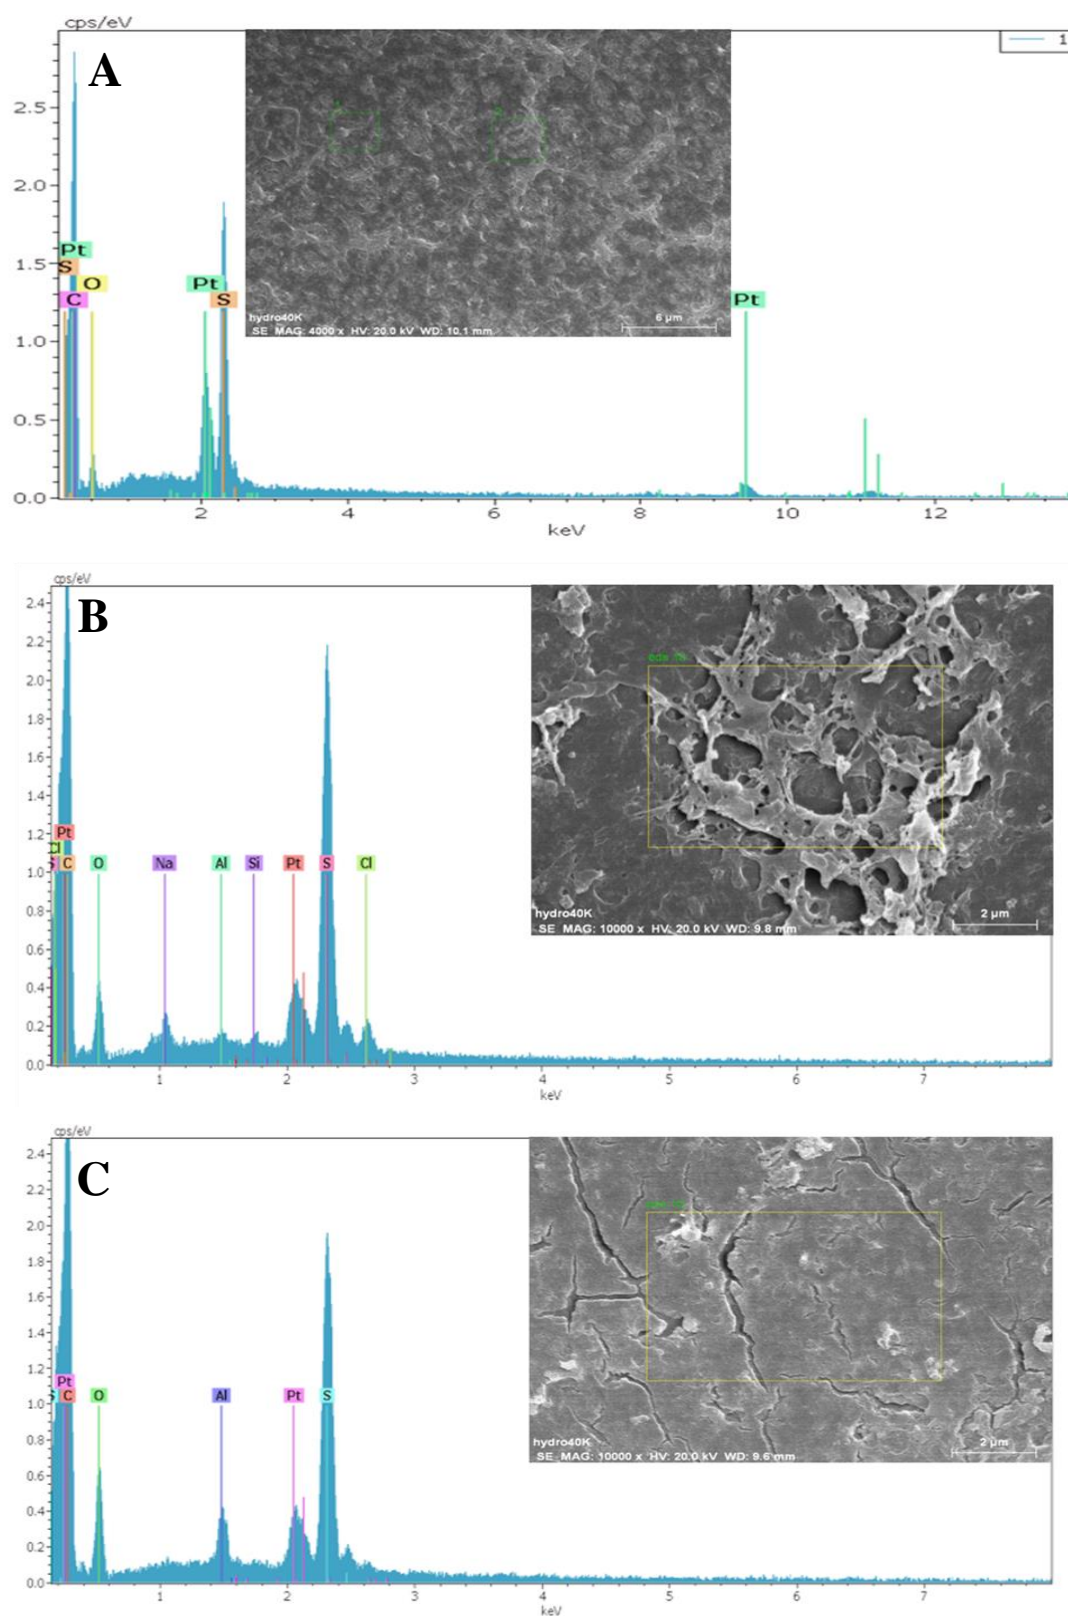 cps/eV
A
1
2.5
2.0
Pt
1.5
S
O Pt
C S Pt
1.0
0.5
0.0
hydro40K
SE MAG: 4000 x HV: 20.0 kV WD: 10.1 mm
6 µm
2 4 6 8 10 12
keV
cps/eV
B
2.4
2.2
2.0
1.8
1.6
1.4
1.2
1.0
0.8
0.6
0.4
0.2
0.0
Pt
Cl
S C O Na Al Si Pt S Cl
hydro40K
SE MAG: 10000 x HV: 20.0 kV WD: 9.8 mm
2 µm
1 2 3 4 5 6 7
keV
cps/eV
C
2.4
2.2
2.0
1.8
1.6
1.4
1.2
1.0
0.8
0.6
0.4
0.2
0.0
Pt
S C O Al Pt S
hydro40K
SE MAG: 10000 x HV: 20.0 kV WD: 9.6 mm
2 µm
1 2 3 4 5 6 7
keV